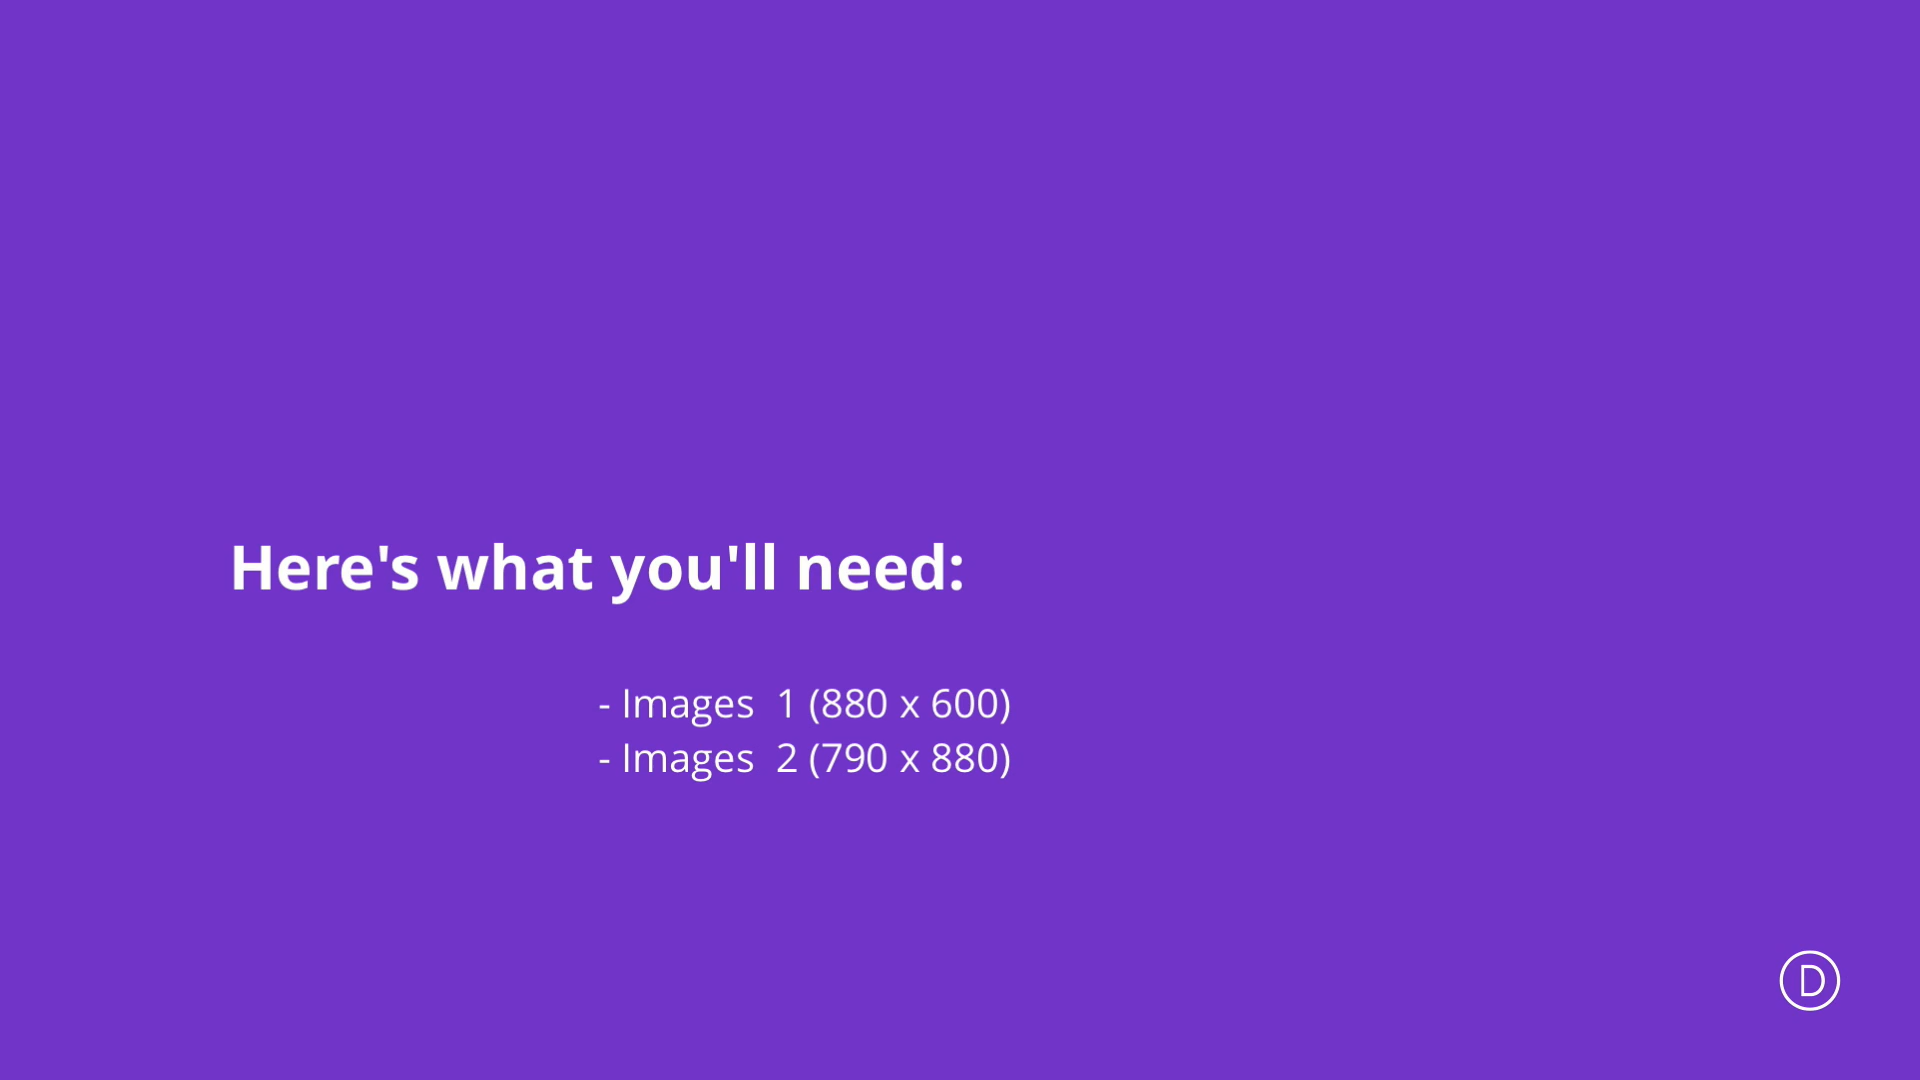 Here's what you'll need:
- Images  1 (880 x 600)
- Images  2 (790 x 880)
D